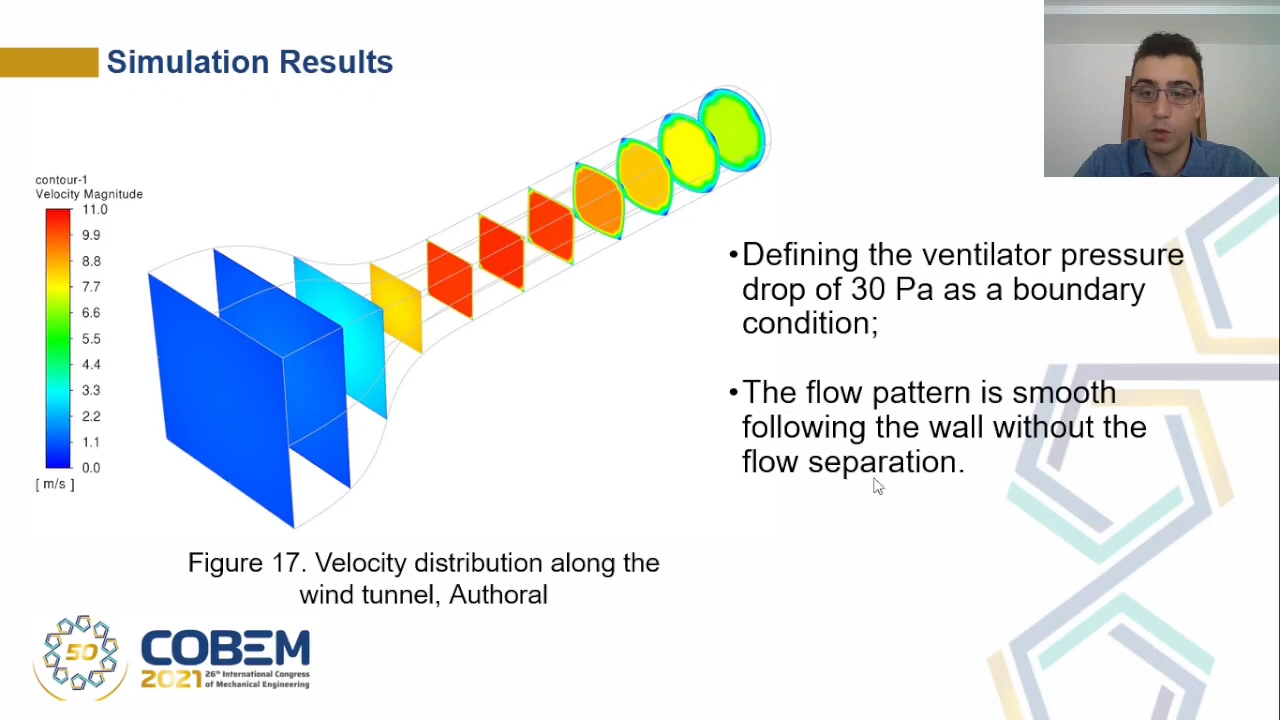 Simulation Results
contour-1
Velocity Magnitude
11.0
9.9
8.8
7.7
6.6
5.5
4.4
3.3
2.2
1.1
0.0
[ m/s ]
•Defining the ventilator pressure
drop of 30 Pa as a boundary
condition;
•The flow pattern is smooth
following the wall without the
flow separation.
Figure 17. Velocity distribution along the
wind tunnel, Authoral
50
COBEM
2021 26th International Congress
of Mechanical Engineering